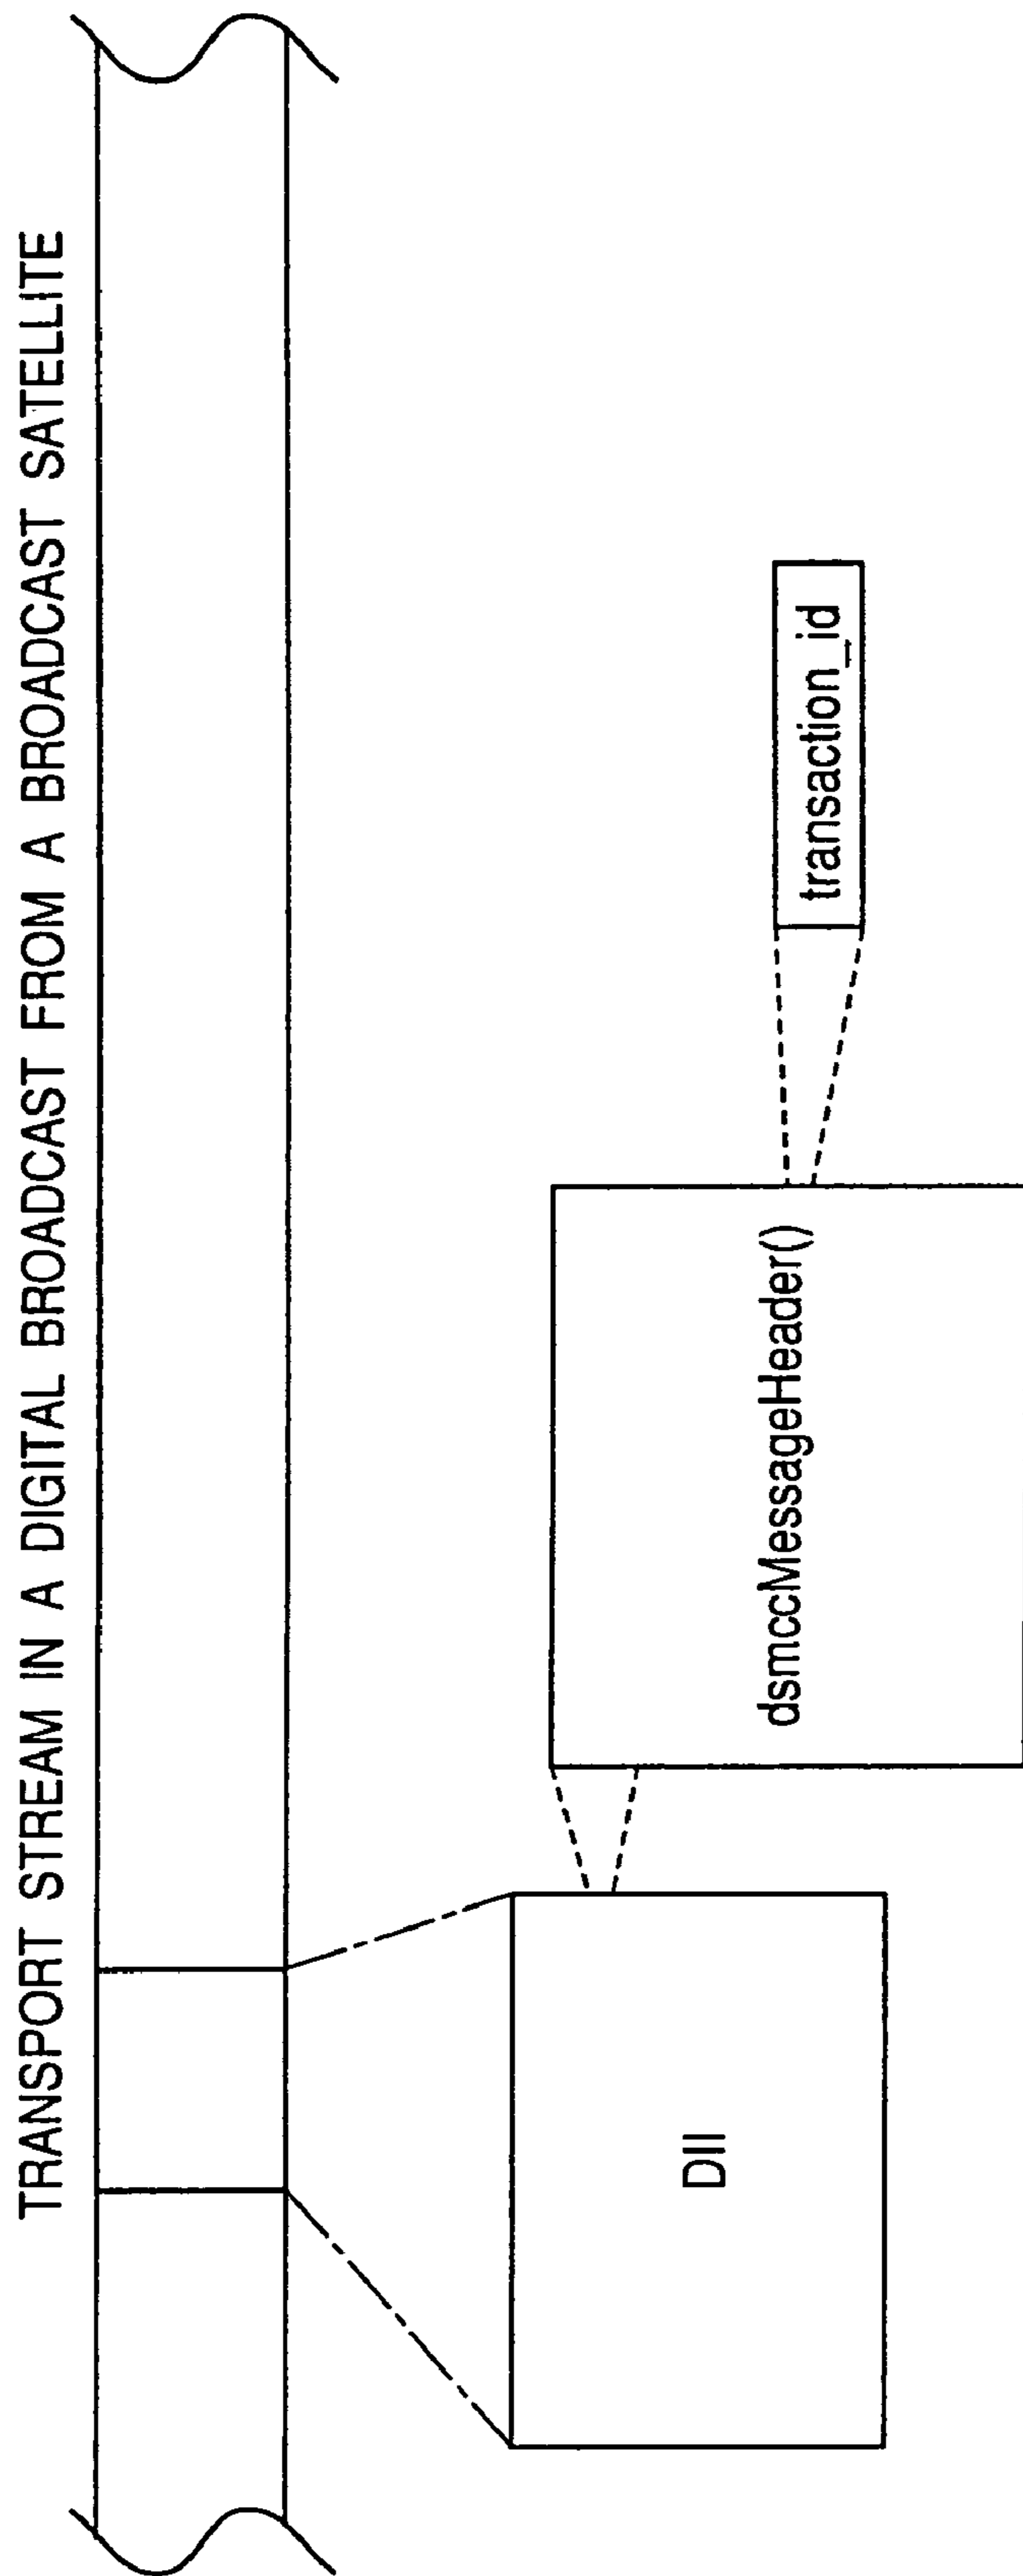 TRANSPORT STREAM IN A DIGITAL BROADCAST FROM A BROADCAST SATELLITE
DII
dsmccMessageHeader()
transaction_id